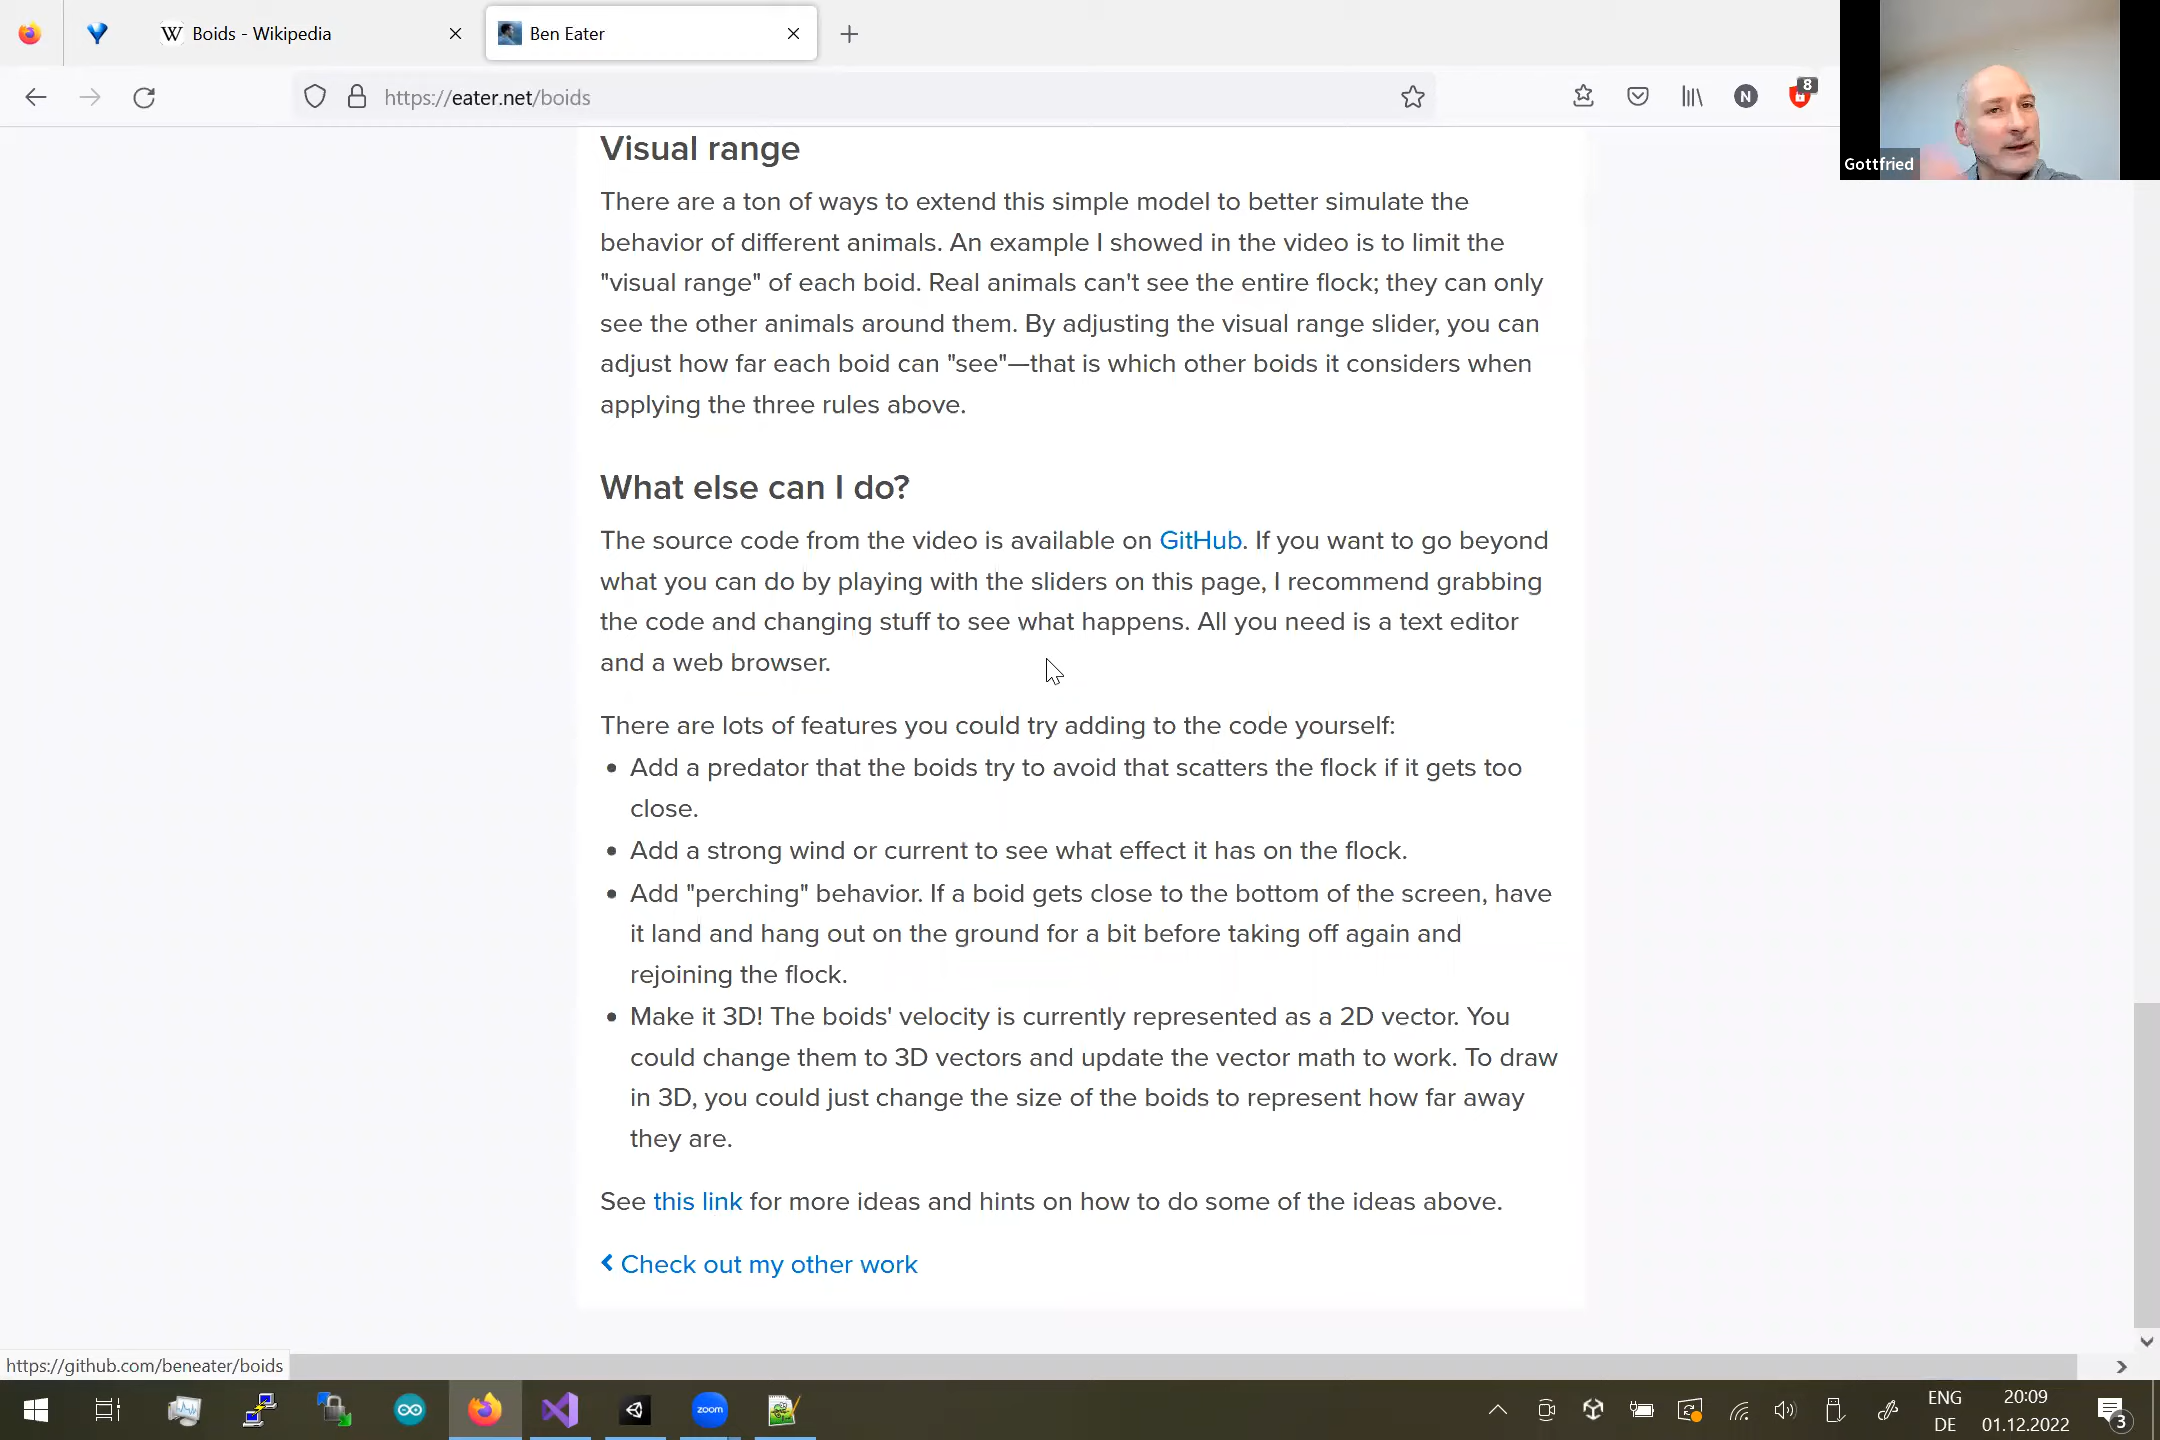 Boids - Wikipedia
Ben Eater
https://eater.net/boids
N
8
Gottfried
Visual range
There are a ton of ways to extend this simple model to better simulate the
behavior of different animals. An example I showed in the video is to limit the
"visual range" of each boid. Real animals can't see the entire flock; they can only
see the other animals around them. By adjusting the visual range slider, you can
adjust how far each boid can "see"—that is which other boids it considers when
applying the three rules above.
What else can I do?
The source code from the video is available on GitHub. If you want to go beyond
what you can do by playing with the sliders on this page, I recommend grabbing
the code and changing stuff to see what happens. All you need is a text editor
and a web browser.
There are lots of features you could try adding to the code yourself:
• Add a predator that the boids try to avoid that scatters the flock if it gets too
close.
• Add a strong wind or current to see what effect it has on the flock.
• Add "perching" behavior. If a boid gets close to the bottom of the screen, have
it land and hang out on the ground for a bit before taking off again and
rejoining the flock.
• Make it 3D! The boids' velocity is currently represented as a 2D vector. You
could change them to 3D vectors and update the vector math to work. To draw
in 3D, you could just change the size of the boids to represent how far away
they are.
See this link for more ideas and hints on how to do some of the ideas above.
Check out my other work
https://github.com/beneater/boids
zoom
ENG
DE
20:09
01.12.2022
3